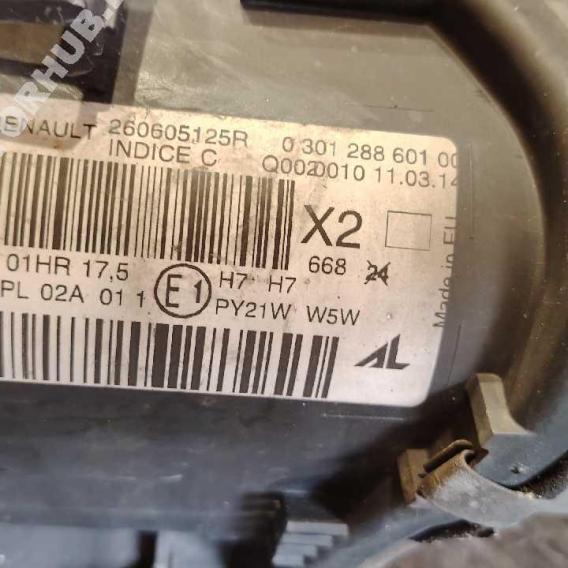 RENAULT 260605125R 0 301 288 601 00
INDICE C Q0020010 11.03.14
X2
Made in EU
01HR 17,5 668 24
H7 H7
PL 02A 01 1 E1 PY21W W5W
AL